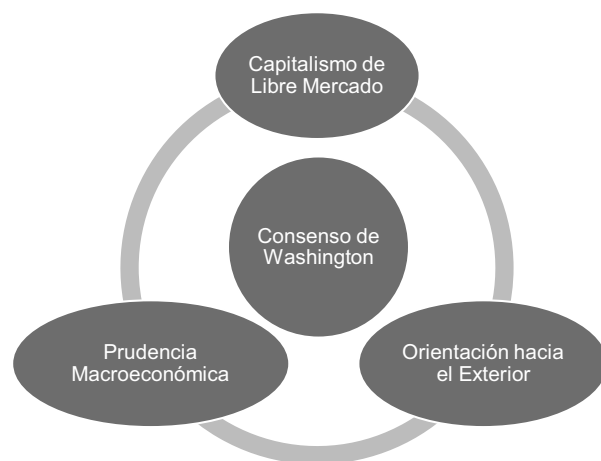 Capitalismo de
Libre Mercado
Consenso de
Washington
Prudencia
Macroeconómica
Orientación hacia
el Exterior